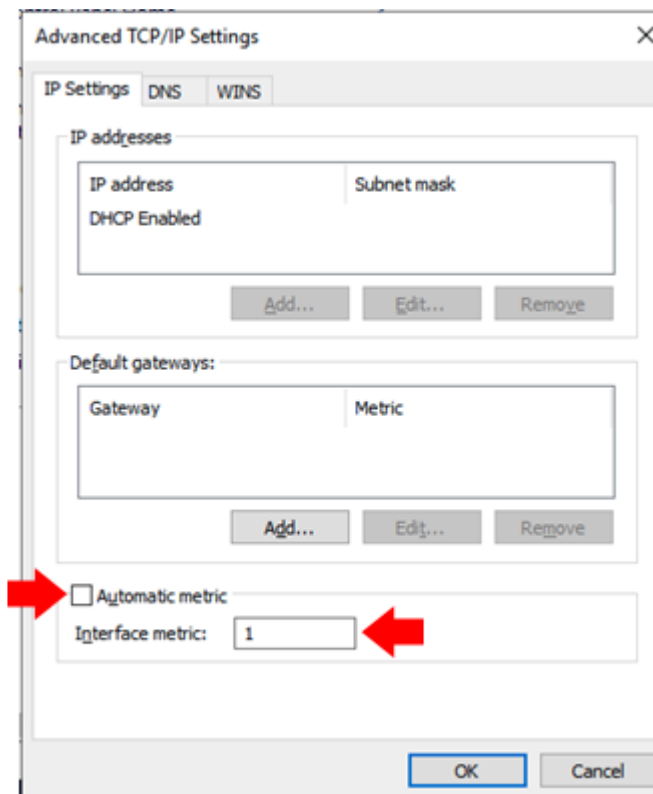 Advanced TCP/IP Settings
IP Settings DNS WINS
IP addresses
IP address Subnet mask
DHCP Enabled
Add... Edit... Remove
Default gateways:
Gateway Metric
Add... Edit... Remove
Automatic metric
Interface metric: 1
OK Cancel